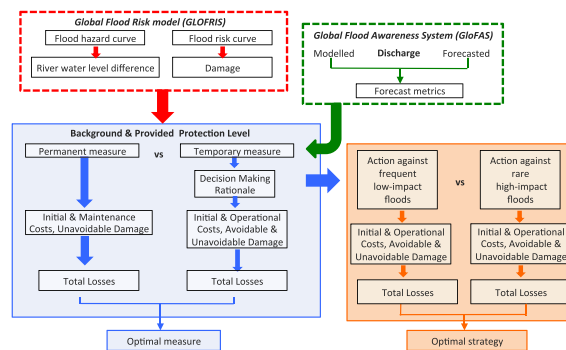 Global Flood Risk model (GLOFRIS)
Flood hazard curve
Flood risk curve
River water level difference
Damage
Global Flood Awareness System (GloFAS)
Modelled Discharge Forecasted
Forecast metrics
Background & Provided Protection Level
Permanent measure
vs
Temporary measure
Decision Making
Rationale
Initial & Maintenance
Costs, Unavoidable Damage
Initial & Operational
Costs, Avoidable &
Unavoidable Damage
Total Losses
Total Losses
Optimal measure
Action against
frequent
low-impact
floods
vs
Action against
rare
high-impact
floods
Initial & Operational
Costs, Avoidable &
Unavoidable Damage
Initial & Operational
Costs, Avoidable &
Unavoidable Damage
Total Losses
Total Losses
Optimal strategy